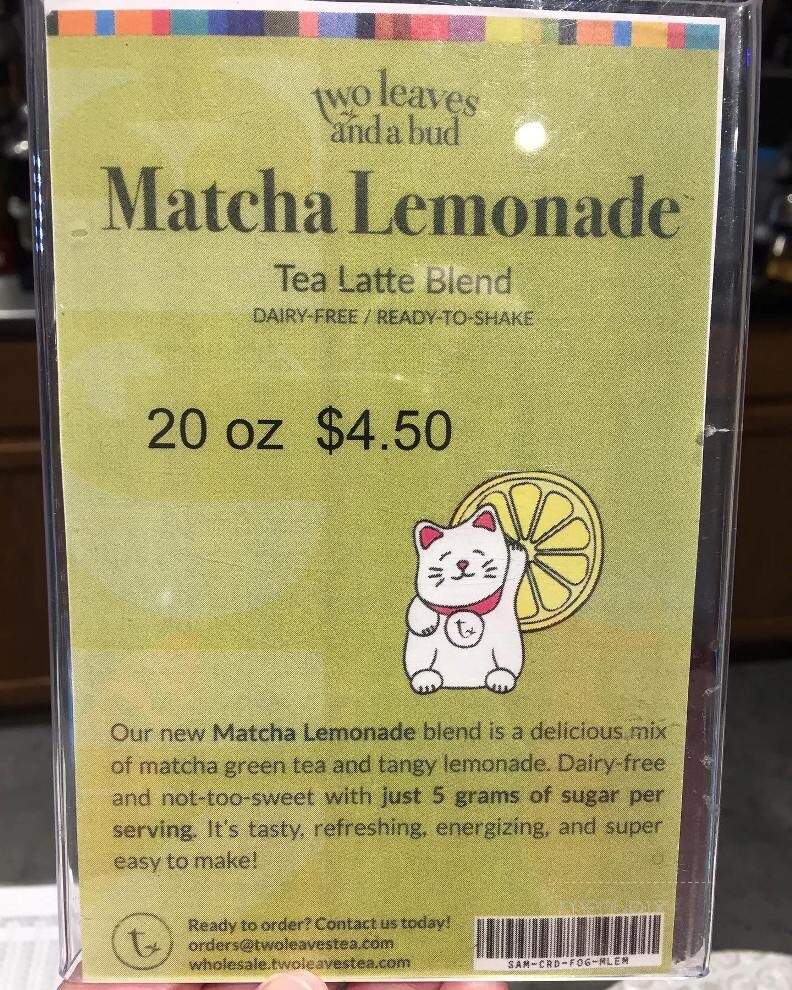 two leaves
and a bud
Matcha Lemonade
Tea Latte Blend
DAIRY-FREE / READY-TO-SHAKE
20 oz $4.50
t
Our new Matcha Lemonade blend is a delicious mix
of matcha green tea and tangy lemonade. Dairy-free
and not-too-sweet with just 5 grams of sugar per
serving. It's tasty, refreshing, energizing, and super
easy to make!
t
Ready to order? Contact us today!
orders@twoleavestea.com
wholesale.twoleavestea.com
SAM-CRD-FOG-MLEM